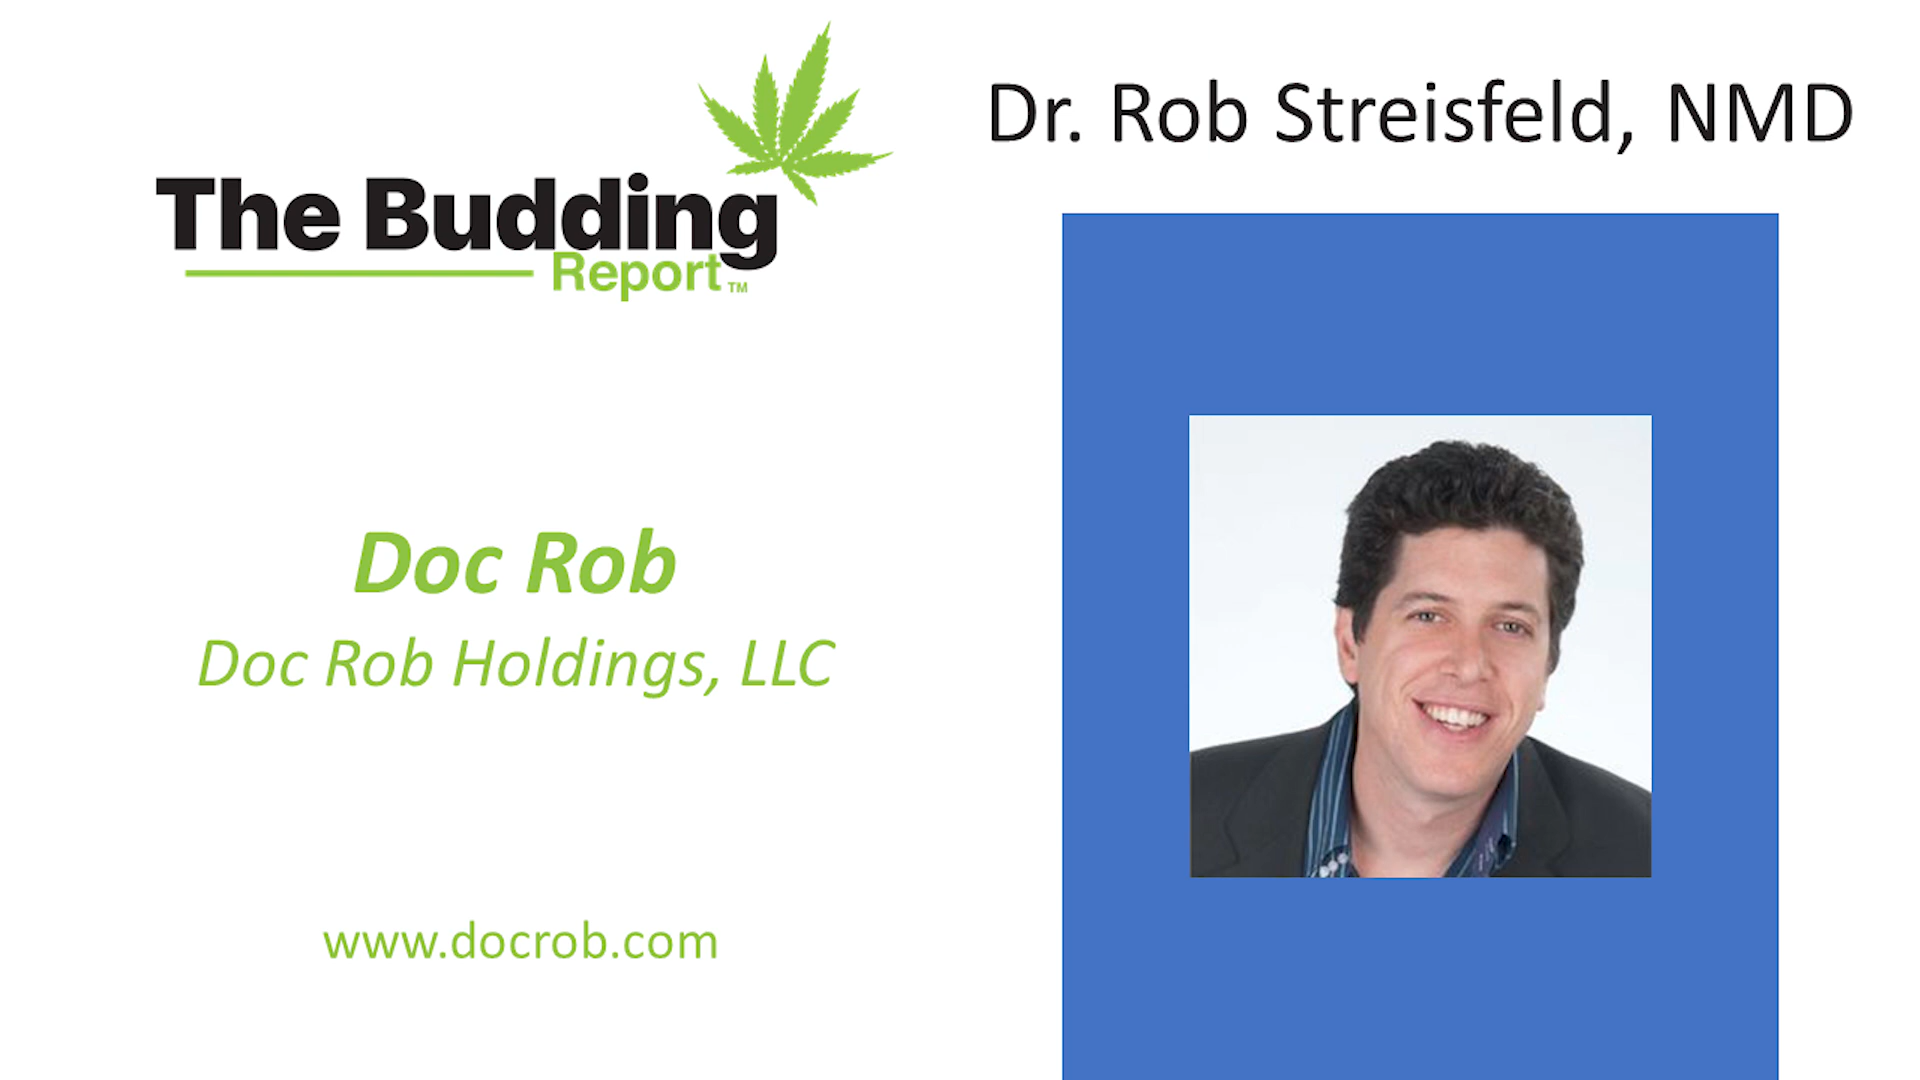 The Budding
Report™
Dr. Rob Streisfeld, NMD
Doc Rob
Doc Rob Holdings, LLC
www.docrob.com